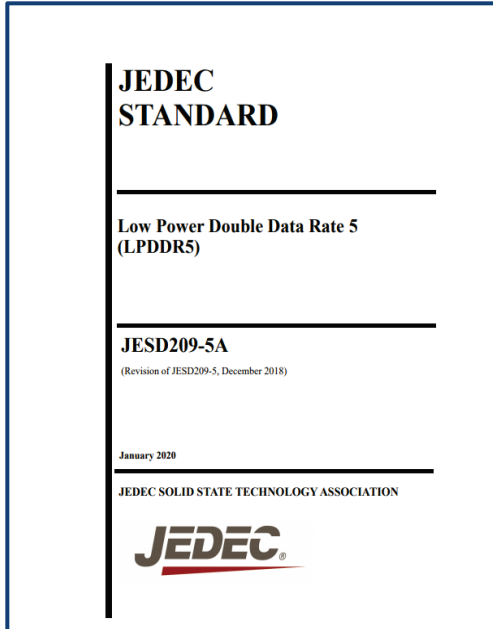 JEDEC
STANDARD
Low Power Double Data Rate 5
(LPDDR5)
JESD209-5A
(Revision of JESD209-5, December 2018)
January 2020
JEDEC SOLID STATE TECHNOLOGY ASSOCIATION
JEDEC®